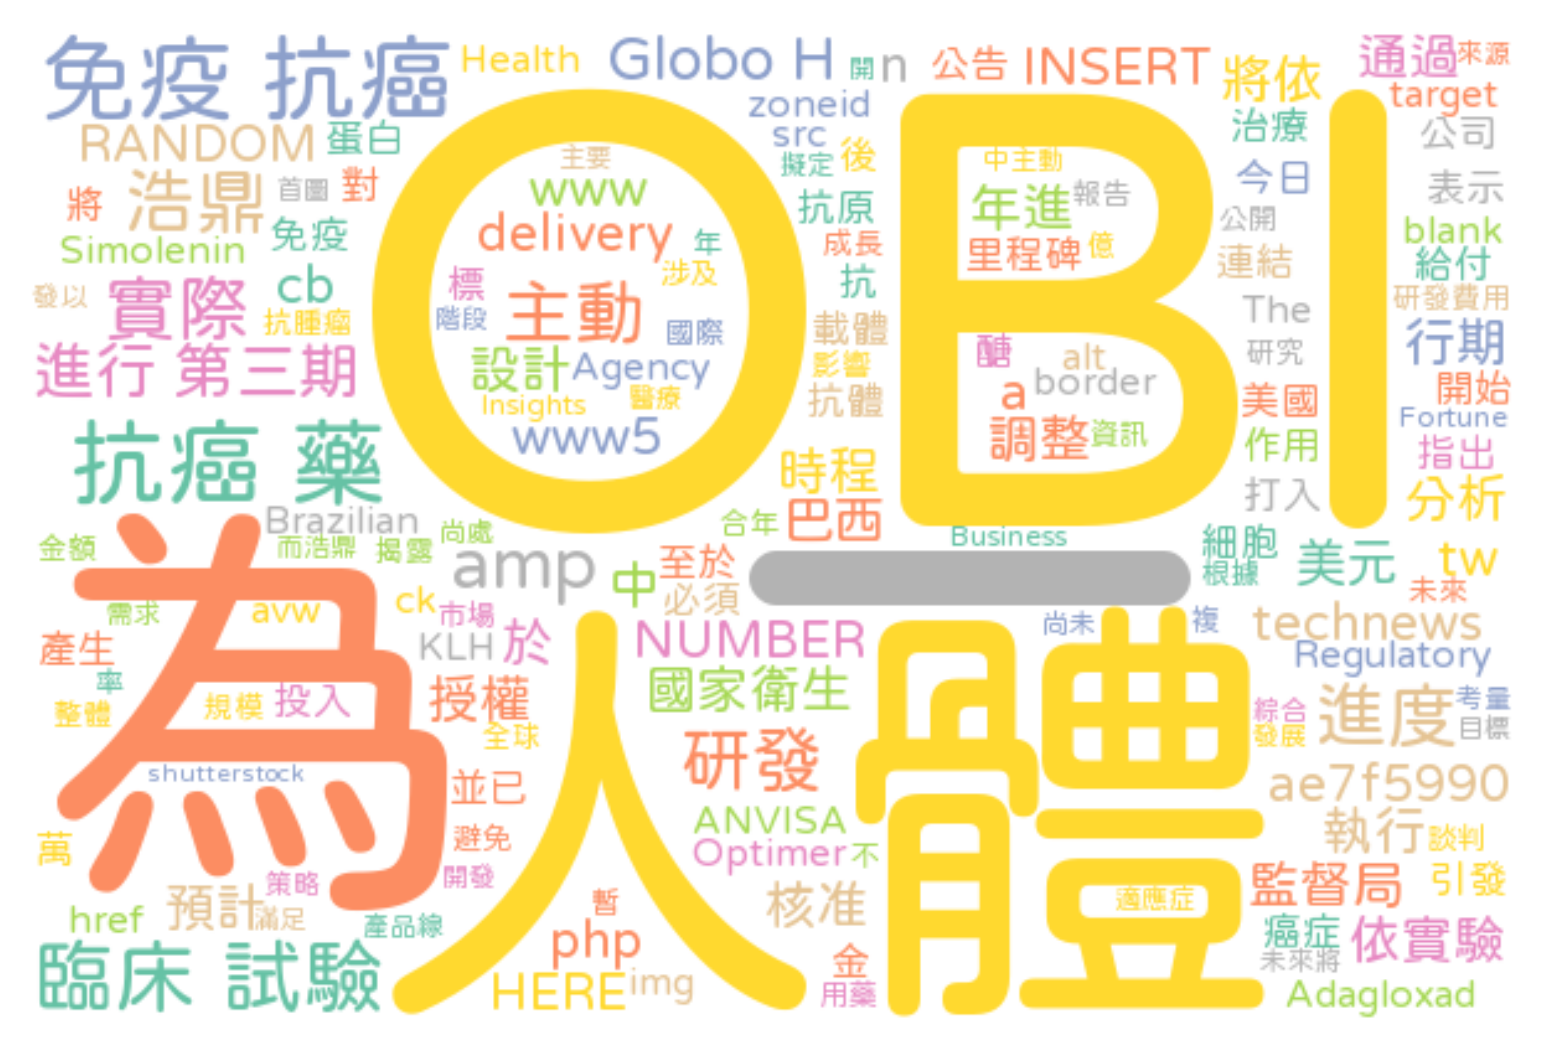 免疫 抗癌 Health Globo H 開 n 公告 INSERT 將依 通過 來源
RANDOM 蛋白 zoneid target
主要 src 擬定 後 中主動 治療 公司
將 浩鼎 首圖 對 www 抗原 年進 報告 今日 表示
Simolenin 免疫 delivery 年 成長 里程碑 億 公開 blank
發以 實際 cb 標 涉及 抗 連結 給付 研發費用
抗腫瘤 階段 主動 國際 載體 The 行期
進行 第三期 設計 Agency 影響 醣 alt 研究
Insights 醫療 抗體 a border 美國 開始
OBI
抗癌 藥 www5 調整 資訊 作用 Fortune 指出
時程 打入 分析
Brazilian 尚處 合年 巴西 Business
金額 而浩鼎 揭露 amp 中 至於 細胞 根據 美元 tw
一
需求 avw ck 市場 必須 未來
產生 KLH 於 NUMBER 尚未 複 technews
率 國家衛生 Regulatory
整體 規模 投入 授權 綜合 進度 考量
全球 發展 目標
為 人體
shutterstock 並已 研發 ae7f5990
萬 避免 ANVISA 執行 談判
策略 開發 Optimer 不 監督局 引發
href 預計 滿足 產品線 暫 核准 適應症 癌症 依實驗
臨床 試驗 php 金 未來將
HERE img 用藥 Adagloxad